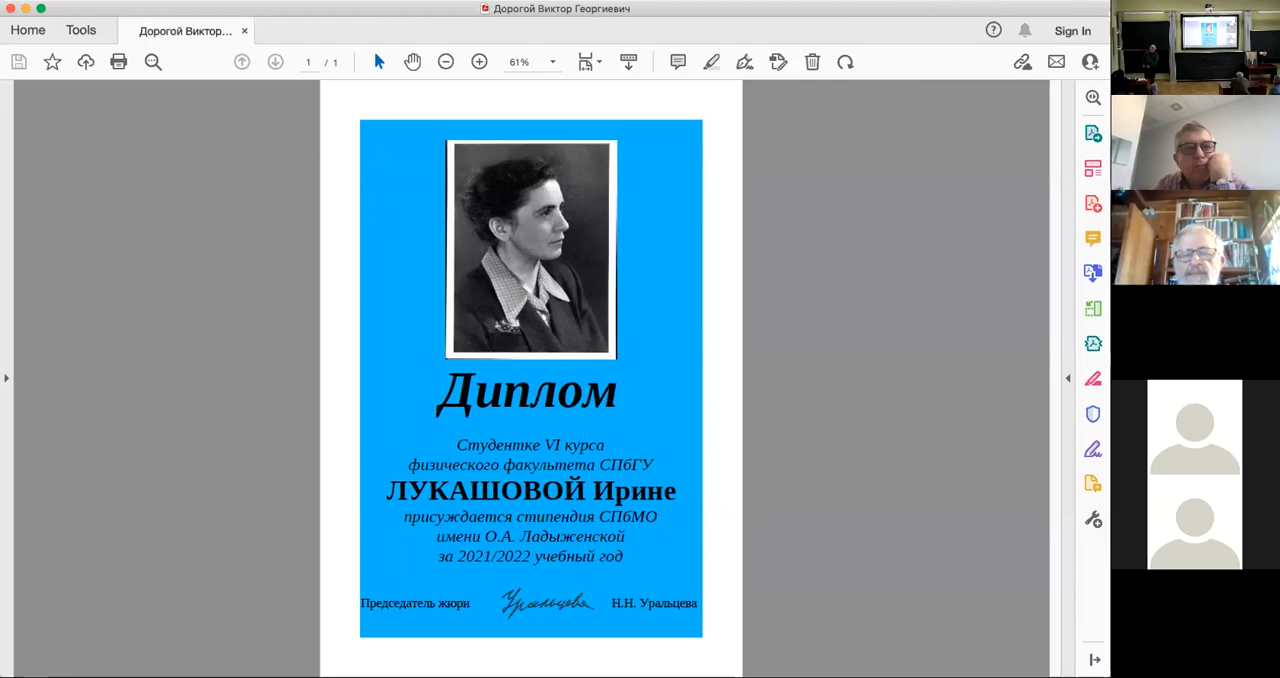 Дорогой Виктор Георгиевич
Home
Tools
Дорогой Виктор...
Sign In
1 / 1
61%
Диплом
Студентке VI курса
физического факультета СПбГУ
ЛУКАШОВОЙ Ирине
присуждается стипендия СПбМО
имени О.А. Ладыженской
за 2021/2022 учебный год
Председатель жюри
Уральцева
Н.Н. Уральцева